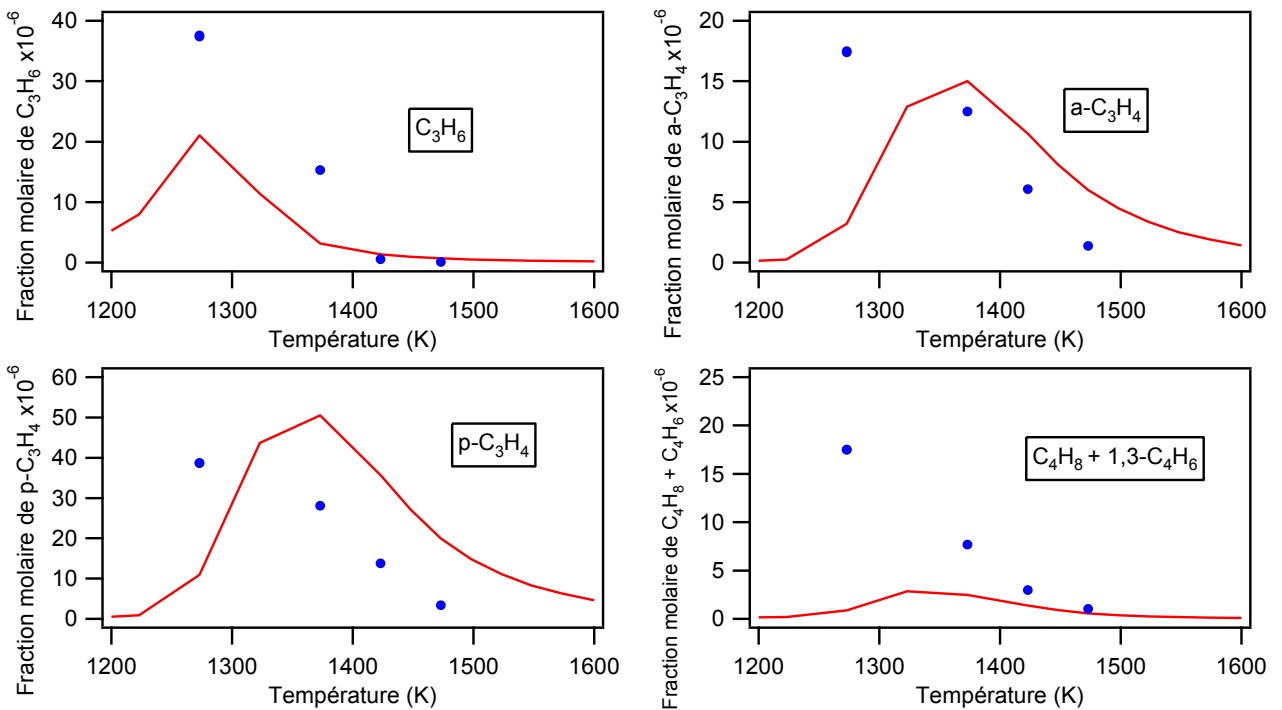 Fraction molaire de C₃H₆ x10⁻⁶
40
30
20
10
0
C₃H₆
1200 1300 1400 1500 1600
Température (K)
Fraction molaire de a-C₃H₄ x10⁻⁶
20
15
10
5
0
a-C₃H₄
1200 1300 1400 1500 1600
Température (K)
Fraction molaire de p-C₃H₄ x10⁻⁶
60
50
40
30
20
10
0
p-C₃H₄
1200 1300 1400 1500 1600
Température (K)
Fraction molaire de C₄H₈ + C₄H₆ x10⁻⁶
25
20
15
10
5
0
C₄H₈ + 1,3-C₄H₆
1200 1300 1400 1500 1600
Température (K)